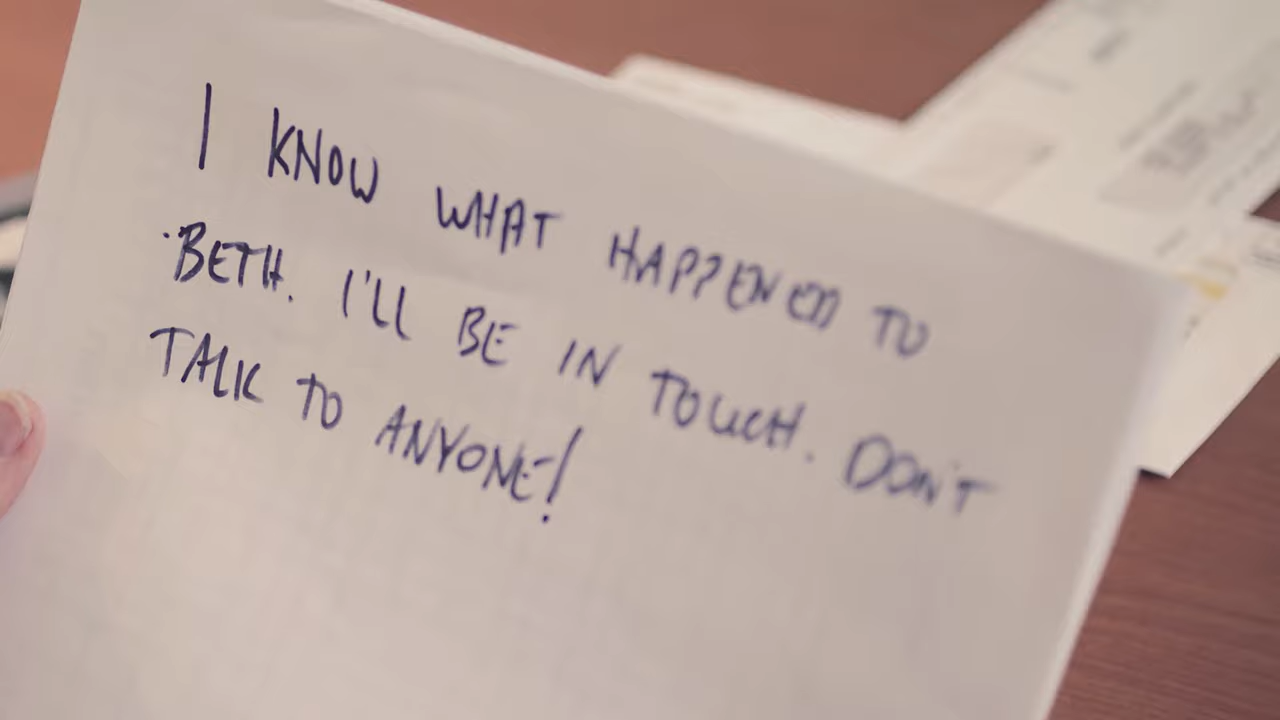 I KNOW WHAT HAPPENED TO
BETH. I'LL BE IN TOUCH. DON'T
TALK TO ANYONE!